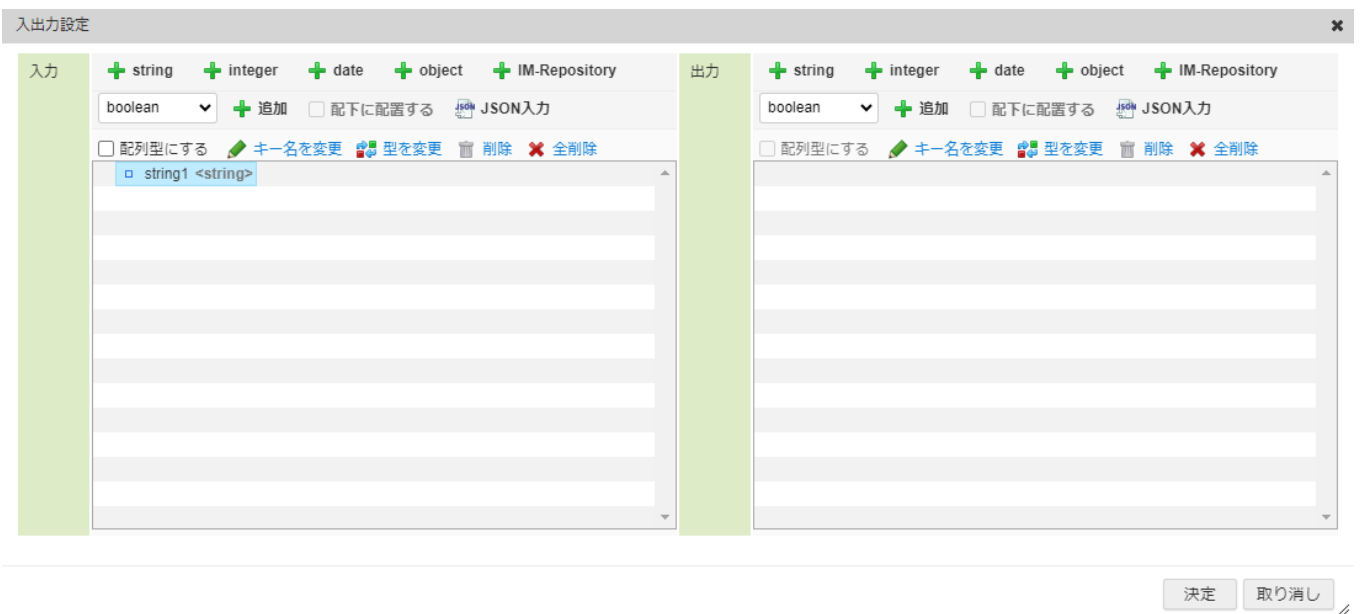 入出力設定
入力
string integer date object IM-Repository
boolean 追加 配下に配置する JSON入力
配列型にする キー名を変更 型を変更 削除 全削除
string1 <string>
出力
string integer date object IM-Repository
boolean 追加 配下に配置する JSON入力
配列型にする キー名を変更 型を変更 削除 全削除
決定 取り消し